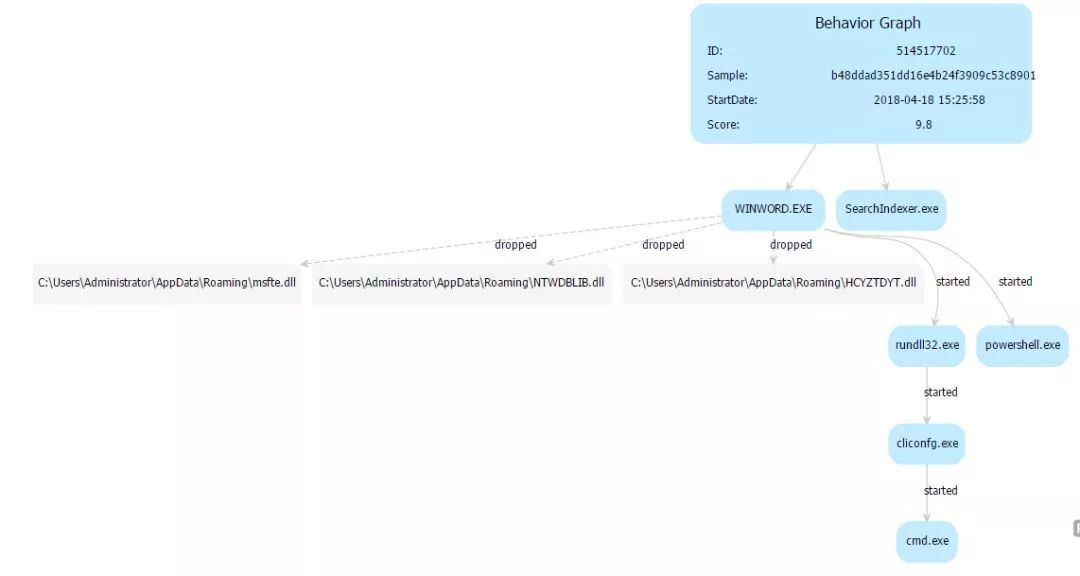 Behavior Graph
ID: 514517702
Sample: b48ddad351dd16e4b24f3909c53c8901
StartDate: 2018-04-18 15:25:58
Score: 9.8
WINWORD.EXE
SearchIndexer.exe
dropped
dropped
dropped
C:\Users\Administrator\AppData\Roaming\msfte.dll
C:\Users\Administrator\AppData\Roaming\NTWDBLIB.dll
C:\Users\Administrator\AppData\Roaming\HCYZTDYT.dll
started
started
rundll32.exe
powershell.exe
started
cliconfg.exe
started
cmd.exe